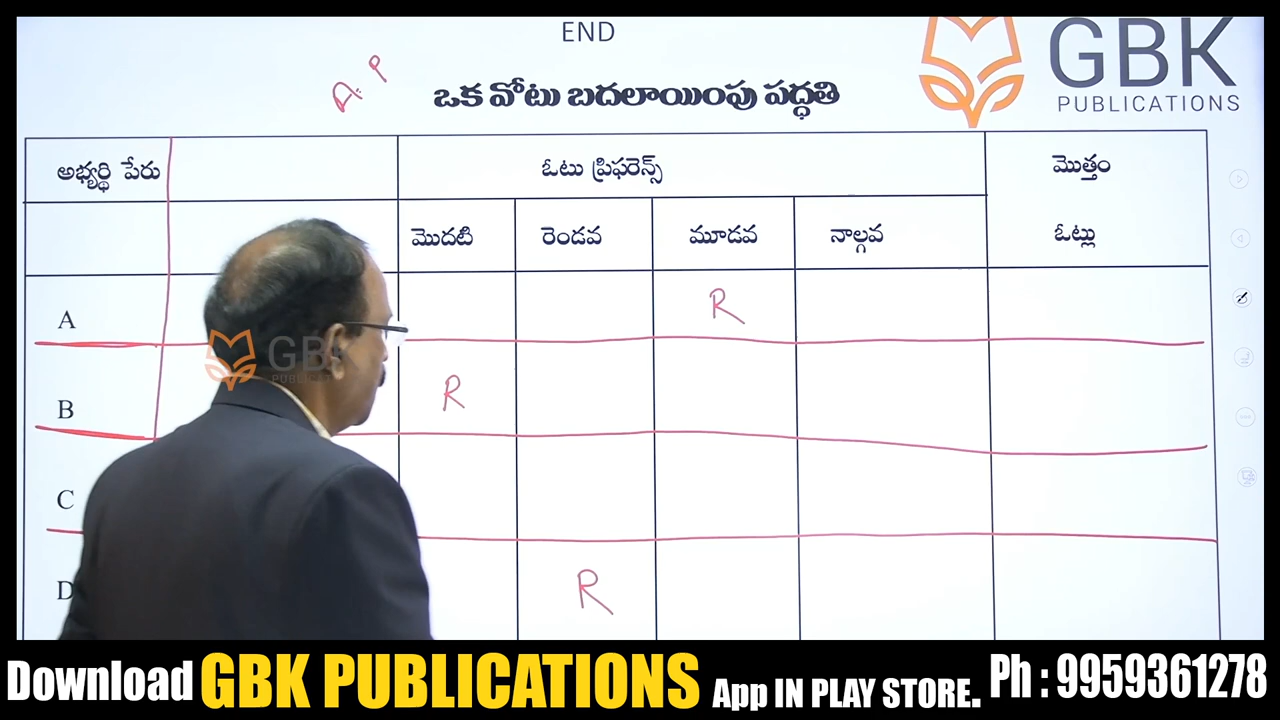 END
A. P
ఒక వోటు బదలాయింపు పద్ధతి
GBK
PUBLICATIONS
అభ్యర్థి పేరు ఓటు ప్రిఫరెన్స్ మొత్తం
మొదటి రెండవ మూడవ నాల్గవ ఓట్లు
A R
GBK
B R
C
D R
Download GBK PUBLICATIONS App IN PLAY STORE. Ph : 9959361278